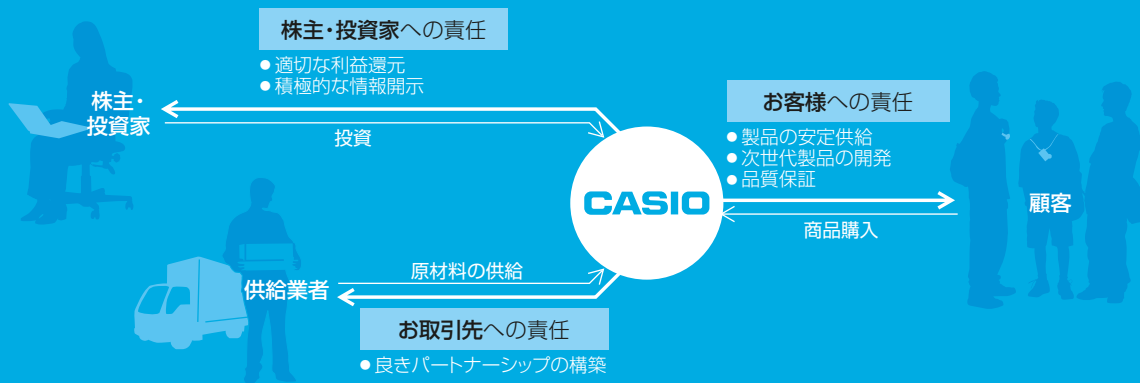 株主・投資家への責任
●適切な利益還元
●積極的な情報開示
株主・
投資家
投資
お客様への責任
●製品の安定供給
●次世代製品の開発
●品質保証
CASIO
顧客
商品購入
原材料の供給
供給業者
お取引先への責任
●良きパートナーシップの構築